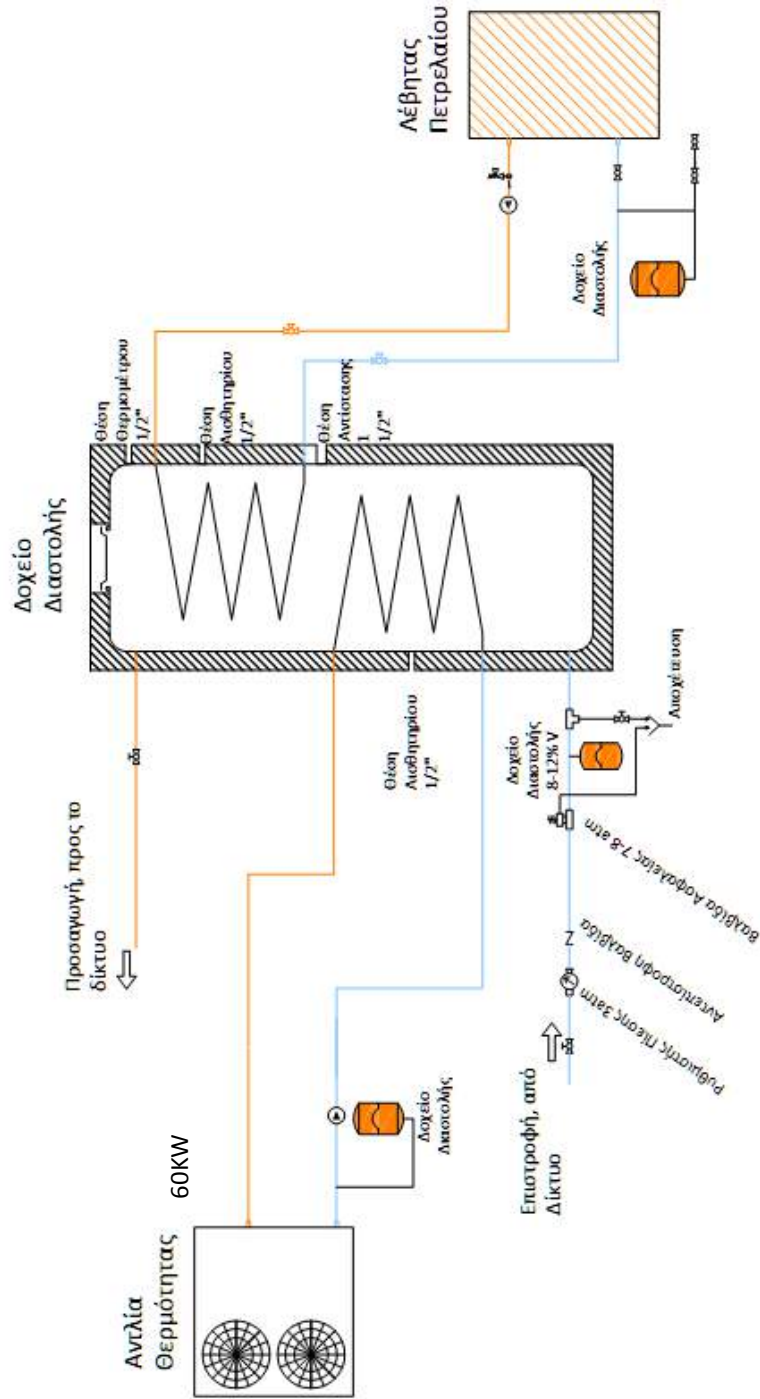 Λέβητας
Πετρελαίου
Δοχείο
Διαστολής
Θέση
Θερμομέτρου
1/2"
Θέση
Αισθητηρίου
1/2"
Θέση
Αντίστασης
1
1/2"
Δοχείο
Διαστολής
Προσαγωγή, προς το
δίκτυο
Θέση
Αισθητηρίου
1/2"
Δοχείο
Διαστολής
8-12% V
Αποχέτευση
Βαλβίδα Ασφαλείας 7-8 atm
Αντεπίστροφη Βαλβίδα
Ρυθμιστής Πίεσης 3atm
Επιστροφή, από
Δίκτυο
Δοχείο
Διαστολής
60KW
Αντλία
Θερμότητας